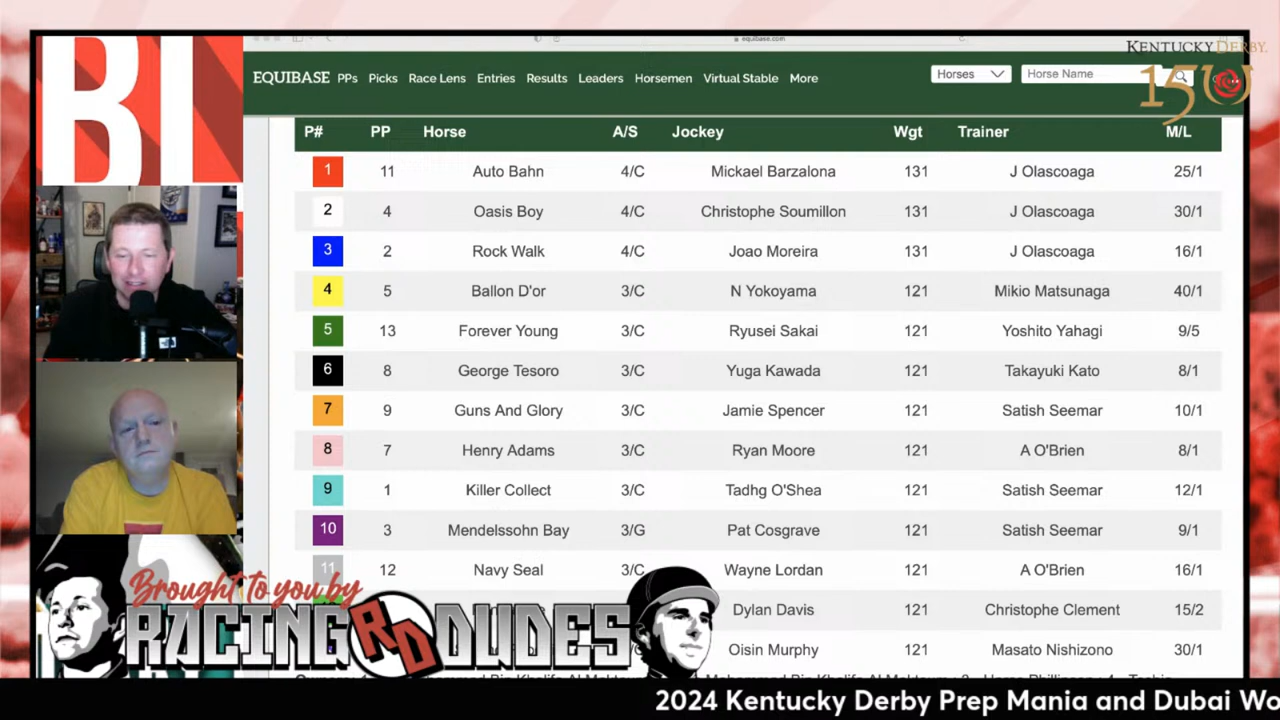 BI
equibase.com
KENTUCKY DERBY.
150
EQUIBASE PPs Picks Race Lens Entries Results Leaders Horsemen Virtual Stable More Horses Horse Name
P# PP Horse A/S Jockey Wgt Trainer M/L
1 11 Auto Bahn 4/C Mickael Barzalona 131 J Olascoaga 25/1
2 4 Oasis Boy 4/C Christophe Soumillon 131 J Olascoaga 30/1
3 2 Rock Walk 4/C Joao Moreira 131 J Olascoaga 16/1
4 5 Ballon D'or 3/C N Yokoyama 121 Mikio Matsunaga 40/1
5 13 Forever Young 3/C Ryusei Sakai 121 Yoshito Yahagi 9/5
6 8 George Tesoro 3/C Yuga Kawada 121 Takayuki Kato 8/1
7 9 Guns And Glory 3/C Jamie Spencer 121 Satish Seemar 10/1
8 7 Henry Adams 3/C Ryan Moore 121 A O'Brien 8/1
9 1 Killer Collect 3/C Tadhg O'Shea 121 Satish Seemar 12/1
10 3 Mendelssohn Bay 3/G Pat Cosgrave 121 Satish Seemar 9/1
11 12 Navy Seal 3/C Wayne Lordan 121 A O'Brien 16/1
Dylan Davis 121 Christophe Clement 15/2
Oisin Murphy 121 Masato Nishizono 30/1
Brought to you by
RACING RD DUDES
2024 Kentucky Derby Prep Mania and Dubai Wo